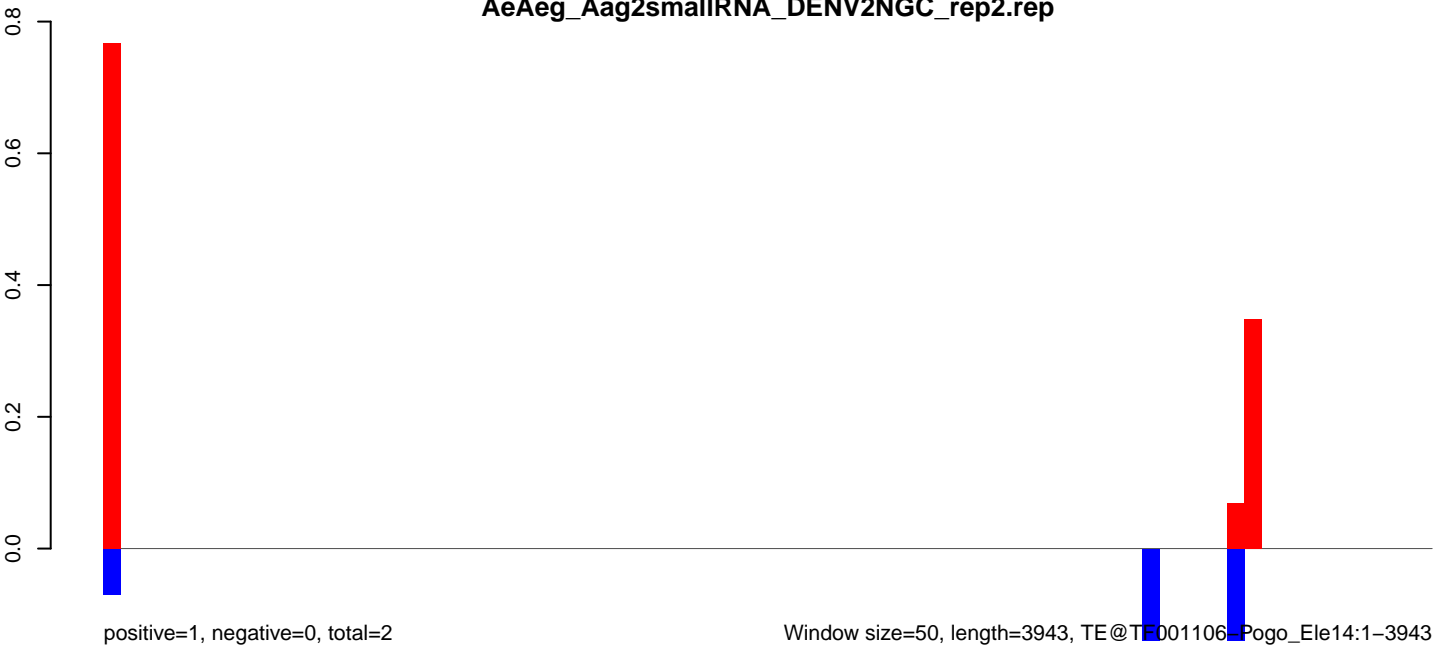 AeAeg_Aag2smallRNA_DENV2NGC_rep2.rep
0.8
0.6
0.4
0.2
0.0
positive=1, negative=0, total=2
Window size=50, length=3943, TE@TF001106-Pogo_Ele14:1-3943